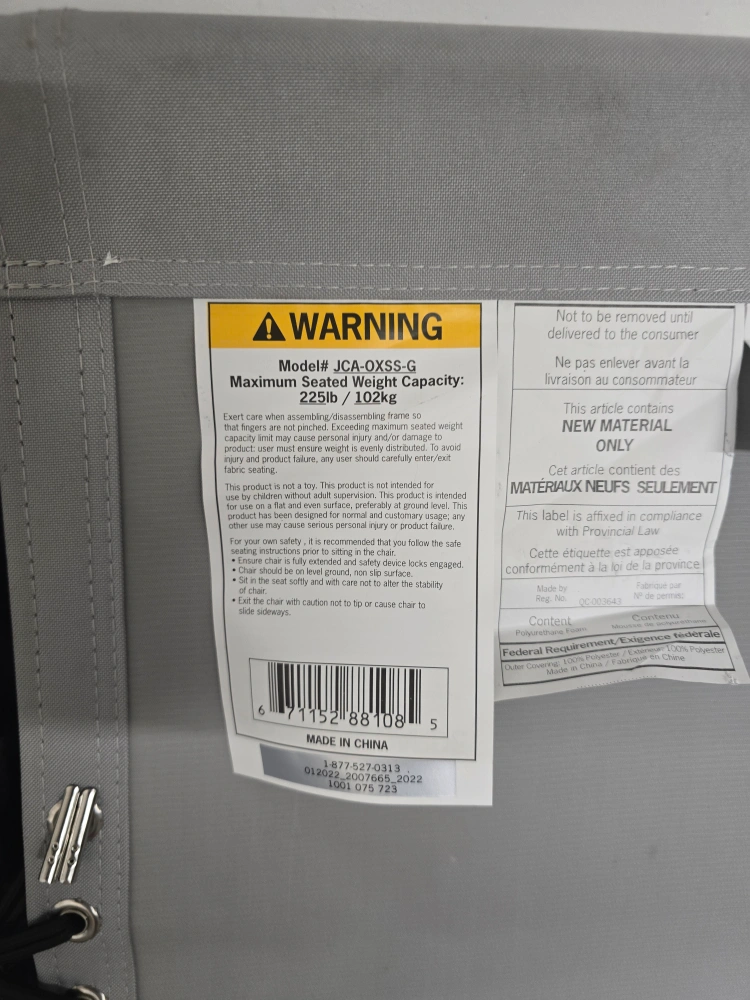 WARNING
Model# JCA-OXSS-G
Maximum Seated Weight Capacity:
225lb / 102kg
Exert care when assembling/disassembling frame so
that fingers are not pinched. Exceeding maximum seated weight
capacity limit may cause personal injury and/or damage to
product: user must ensure weight is evenly distributed. To avoid
injury and product failure, any user should carefully enter/exit
fabric seating.
This product is not a toy. This product is not intended for
use by children without adult supervision. This product is intended
for use on a flat and even surface, preferably at ground level. This
product has been designed for normal and customary usage; any
other use may cause serious personal injury or product failure.
For your own safety , it is recommended that you follow the safe
seating instructions prior to sitting in the chair.
• Ensure chair is fully extended and safety device locks engaged.
• Chair should be on level ground, non slip surface.
• Sit in the seat softly and with care not to alter the stability
of chair.
• Exit the chair with caution not to tip or cause chair to
slide sideways.
6 71152 88108 5
MADE IN CHINA
1-877-527-0313
012022_2007665_2022
1001 075 723
Not to be removed until
delivered to the consumer
Ne pas enlever avant la
livraison au consommateur
This article contains
NEW MATERIAL
ONLY
Cet article contient des
MATÉRIAUX NEUFS SEULEMENT
This label is affixed in compliance
with Provincial Law
Cette étiquette est apposée
conformément à la loi de la province
Made by Fabriqué par
Reg. No. QC-003643 Nº de permis:
Content Contenu
Polyurethane Foam Mousse de polyuréthane
Federal Requirement/Exigence fédérale
Outer Covering: 100% Polyester / Extérieur: 100% Polyester
Made in China / Fabriqué en Chine